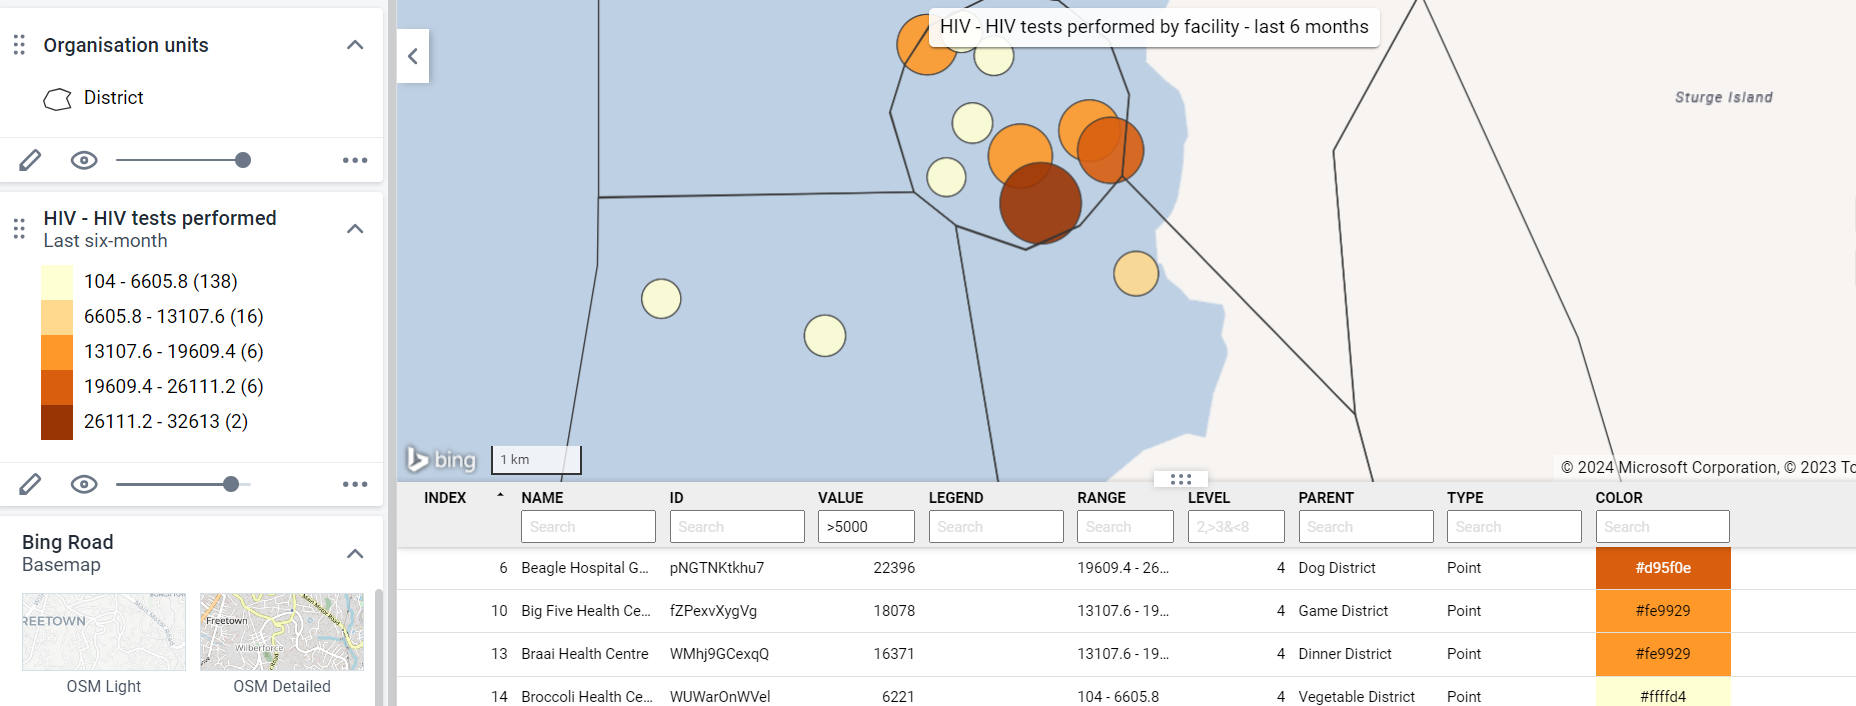 Organisation units
District
HIV - HIV tests performed
Last six-month
104 - 6605.8 (138)
6605.8 - 13107.6 (16)
13107.6 - 19609.4 (6)
19609.4 - 26111.2 (6)
26111.2 - 32613 (2)
Bing Road
Basemap
REETOWN
Main Motor Road
OSM Light
Freetown
Main Motor Road
Wilberforce
OSM Detailed
HIV - HIV tests performed by facility - last 6 months
Sturge Island
bing
1 km
© 2024 Microsoft Corporation, © 2023 To
INDEX NAME ID VALUE LEGEND RANGE LEVEL PARENT TYPE COLOR
Search Search >5000 Search Search 2,>3&<8 Search Search Search
6 Beagle Hospital G... pNGTNKtkhu7 22396 19609.4 - 26... 4 Dog District Point #d95f0e
10 Big Five Health Ce... fZPexvXygVg 18078 13107.6 - 19... 4 Game District Point #fe9929
13 Braai Health Centre WMhj9GCexqQ 16371 13107.6 - 19... 4 Dinner District Point #fe9929
14 Broccoli Health Ce... WUWarOnWVel 6221 104 - 6605.8 4 Vegetable District Point #ffffd4